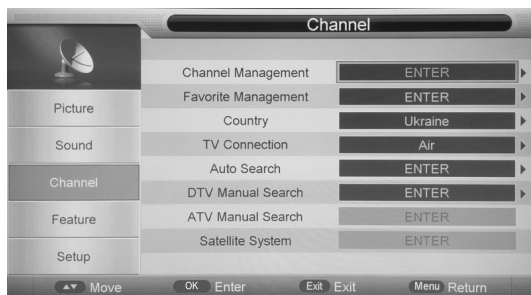 Channel
Channel Management ENTER
Favorite Management ENTER
Country Ukraine
TV Connection Air
Auto Search ENTER
DTV Manual Search ENTER
ATV Manual Search ENTER
Satellite System ENTER
Picture
Sound
Channel
Feature
Setup
Move OK Enter Exit Exit Menu Return